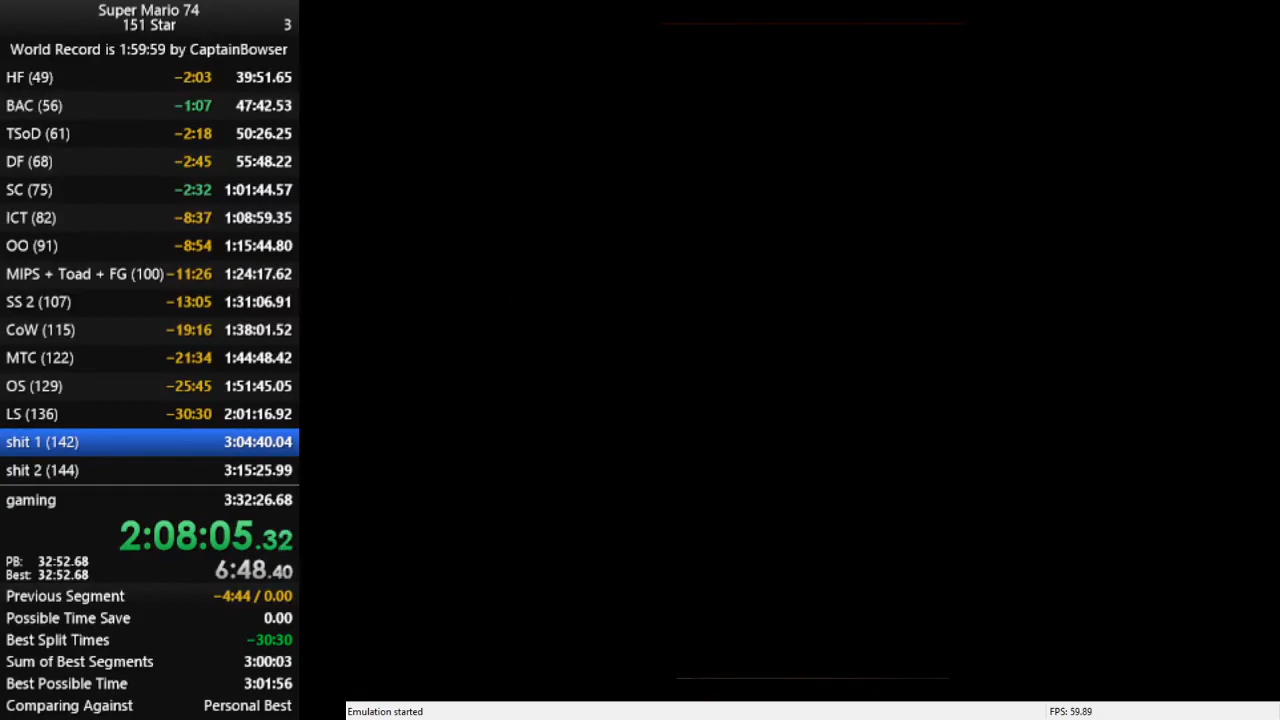 Super Mario 74
151 Star 3
World Record is 1:59:59 by CaptainBowser
HF (49) −2:03 39:51.65
BAC (56) −1:07 47:42.53
TSoD (61) −2:18 50:26.25
DF (68) −2:45 55:48.22
SC (75) −2:32 1:01:44.57
ICT (82) −8:37 1:08:59.35
OO (91) −8:54 1:15:44.80
MIPS + Toad + FG (100) −11:26 1:24:17.62
SS 2 (107) −13:05 1:31:06.91
CoW (115) −19:16 1:38:01.52
MTC (122) −21:34 1:44:48.42
OS (129) −25:45 1:51:45.05
LS (136) −30:30 2:01:16.92
shit 1 (142) 3:04:40.04
shit 2 (144) 3:15:25.99
gaming 3:32:26.68
2:08:05.32
PB: 32:52.68
Best: 32:52.68
6:48.40
Previous Segment −4:44 / 0.00
Possible Time Save 0.00
Best Split Times −30:30
Sum of Best Segments 3:00:03
Best Possible Time 3:01:56
Comparing Against Personal Best
Emulation started FPS: 59.89